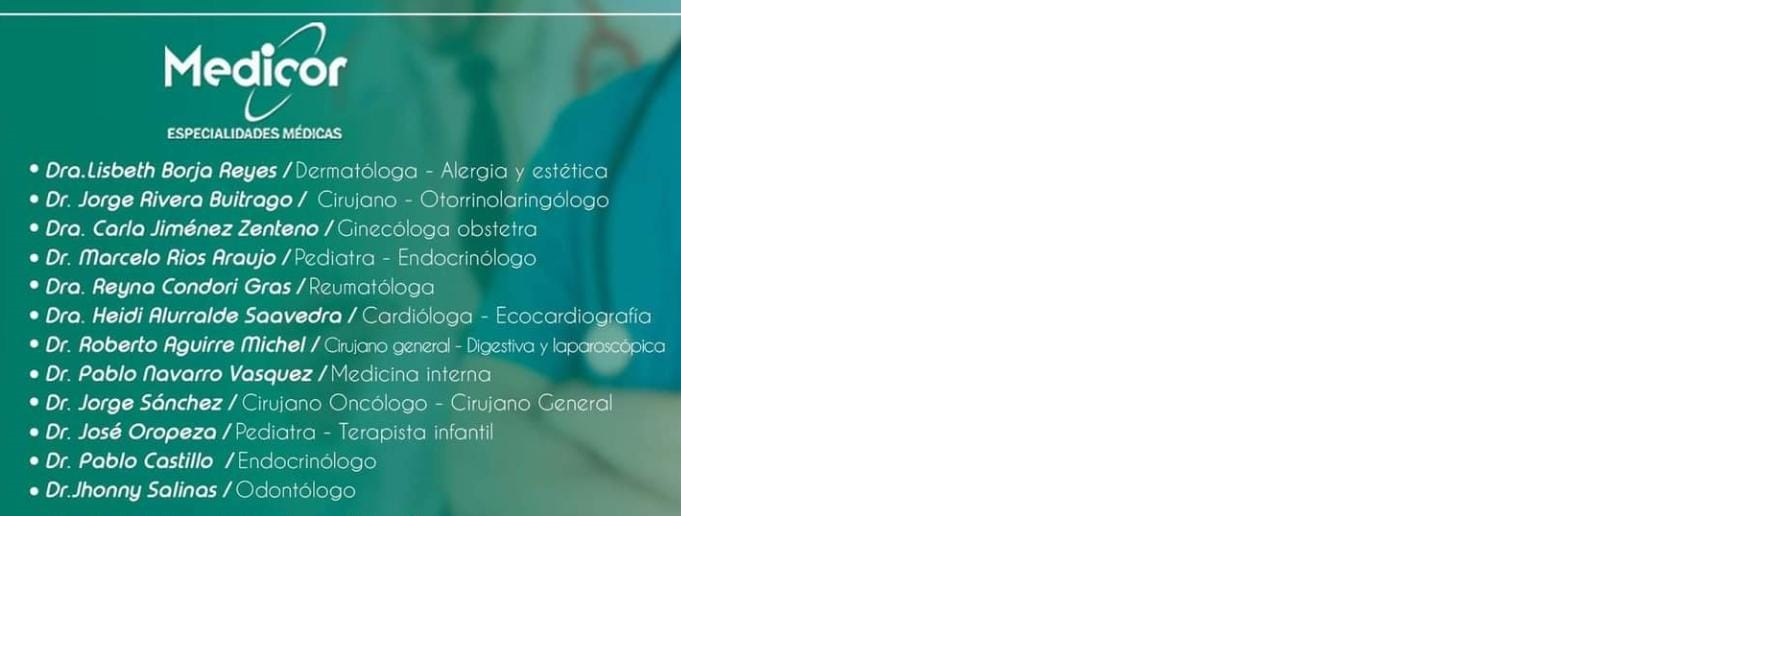 Medicor
ESPECIALIDADES MÉDICAS
• Dra.Lisbeth Borja Reyes / Dermatóloga - Alergia y estética
• Dr. Jorge Rivera Buitrago / Cirujano - Otorrinolaringólogo
• Dra. Carla Jiménez Zenteno / Ginecóloga obstetra
• Dr. Marcelo Rios Araujo / Pediatra - Endocrinólogo
• Dra. Reyna Condori Gras / Reumatóloga
• Dra. Heidi Alurralde Saavedra / Cardióloga - Ecocardiografía
• Dr. Roberto Aguirre Michel / Cirujano general - Digestiva y laparoscópica
• Dr. Pablo Navarro Vasquez / Medicina interna
• Dr. Jorge Sánchez / Cirujano Oncólogo - Cirujano General
• Dr. José Oropeza / Pediatra - Terapista infantil
• Dr. Pablo Castillo / Endocrinólogo
• Dr.Jhonny Salinas / Odontólogo